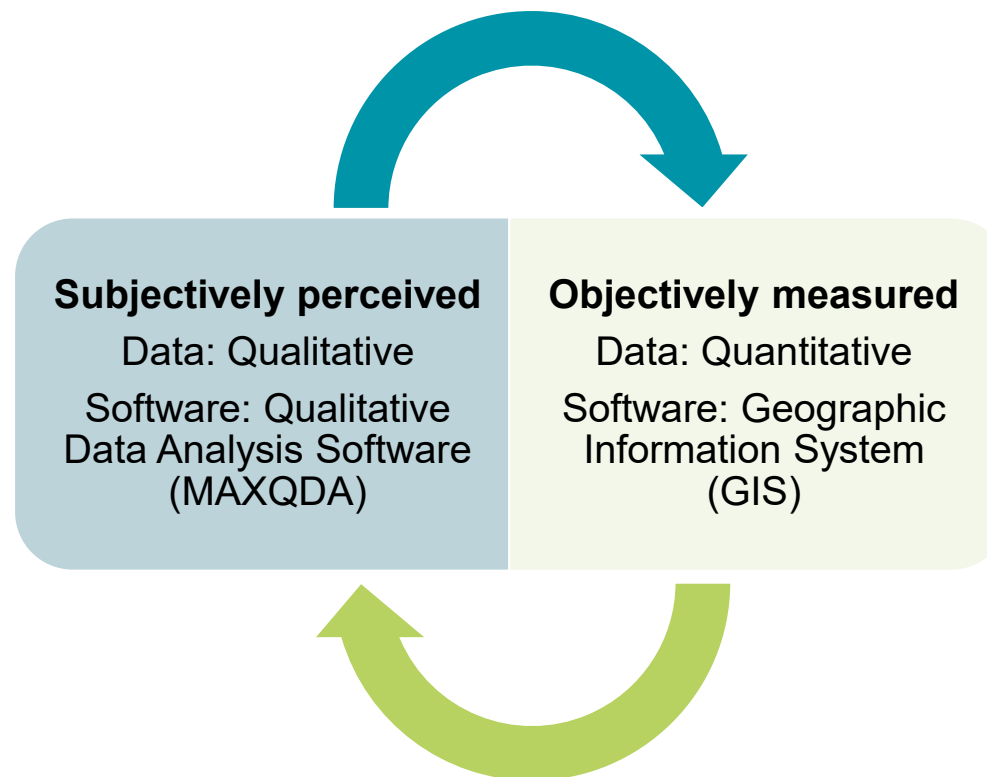 Subjectively perceived
Data: Qualitative
Software: Qualitative
Data Analysis Software
(MAXQDA)
Objectively measured
Data: Quantitative
Software: Geographic
Information System
(GIS)